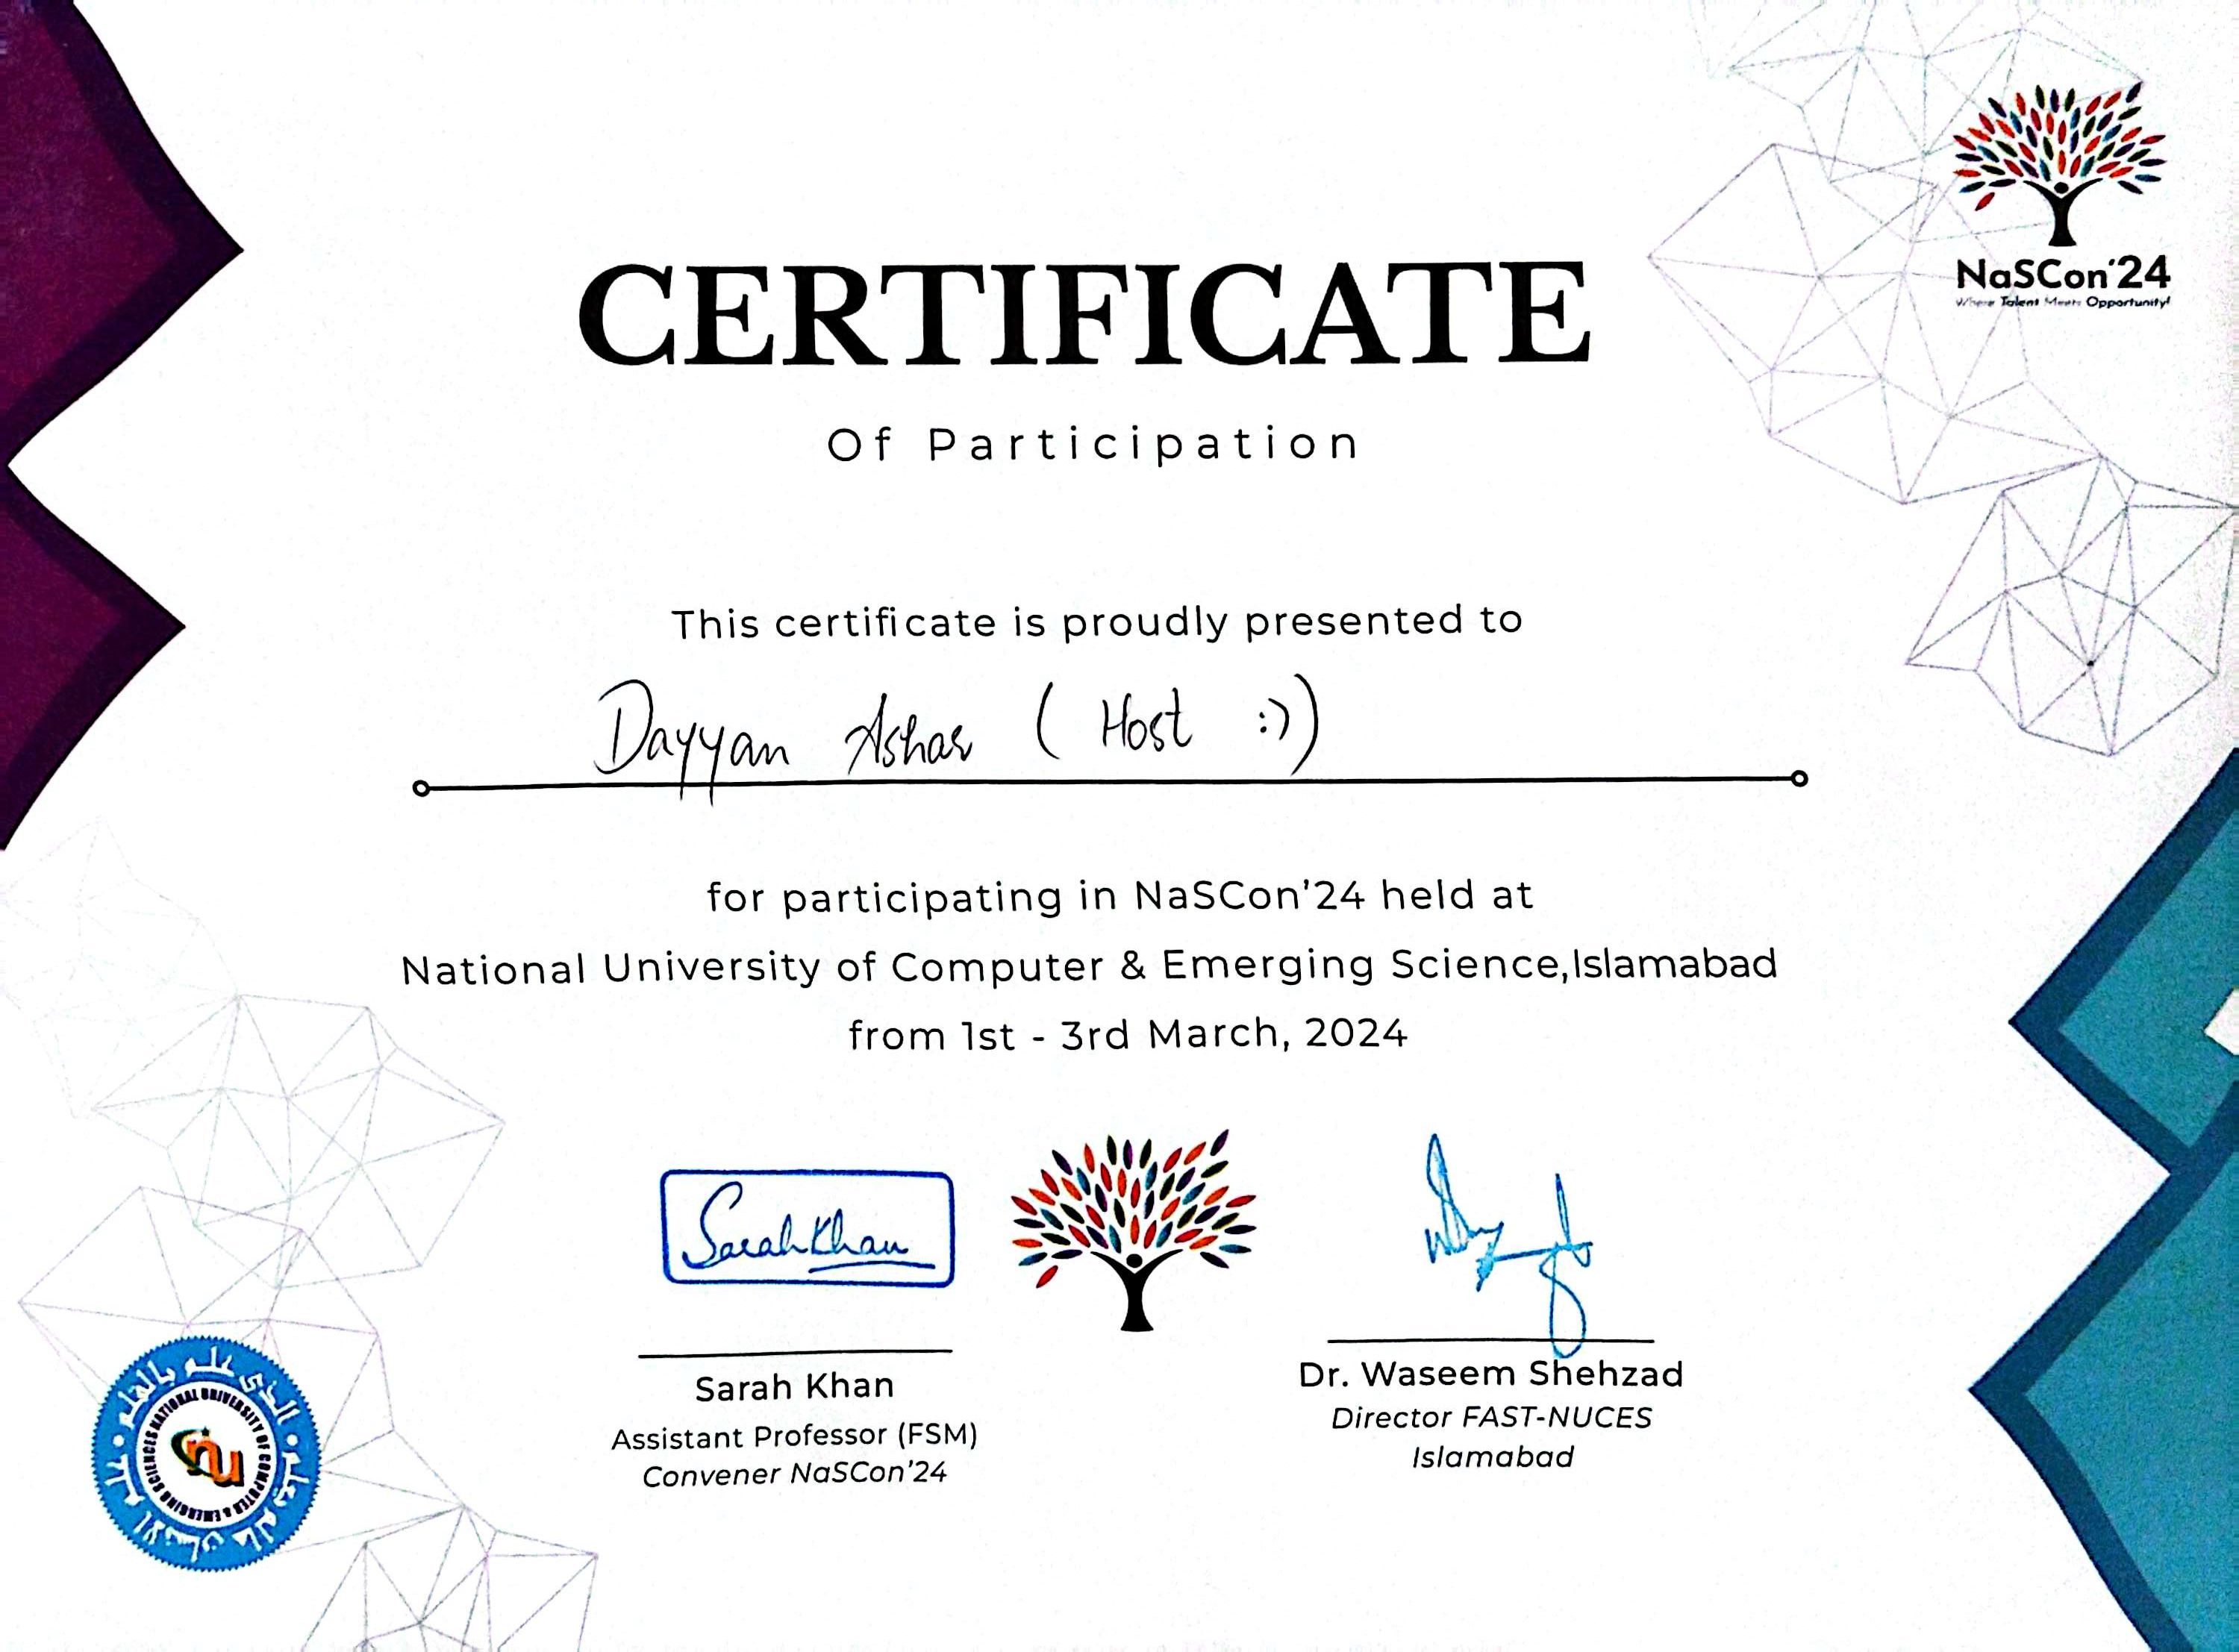 NaSCon'24
Where Talent Meets Opportunity!
CERTIFICATE
Of Participation
This certificate is proudly presented to
Dayyan Ashar ( Host :))
for participating in NaSCon'24 held at
National University of Computer & Emerging Science,Islamabad
from 1st - 3rd March, 2024
Sarah Khan
Sarah Khan
Assistant Professor (FSM)
Convener NaSCon'24
Dr. Waseem Shehzad
Director FAST-NUCES
Islamabad
NATIONAL UNIVERSITY OF COMPUTER & EMERGING SCIENCES
nu